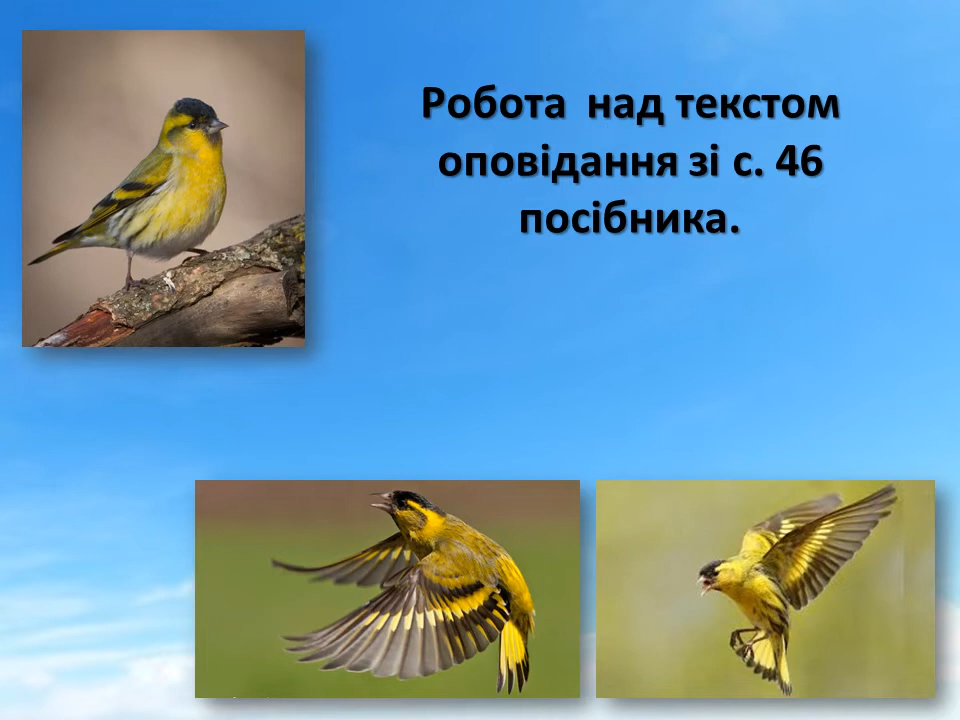 Робота над текстом
оповідання зі с. 46
посібника.